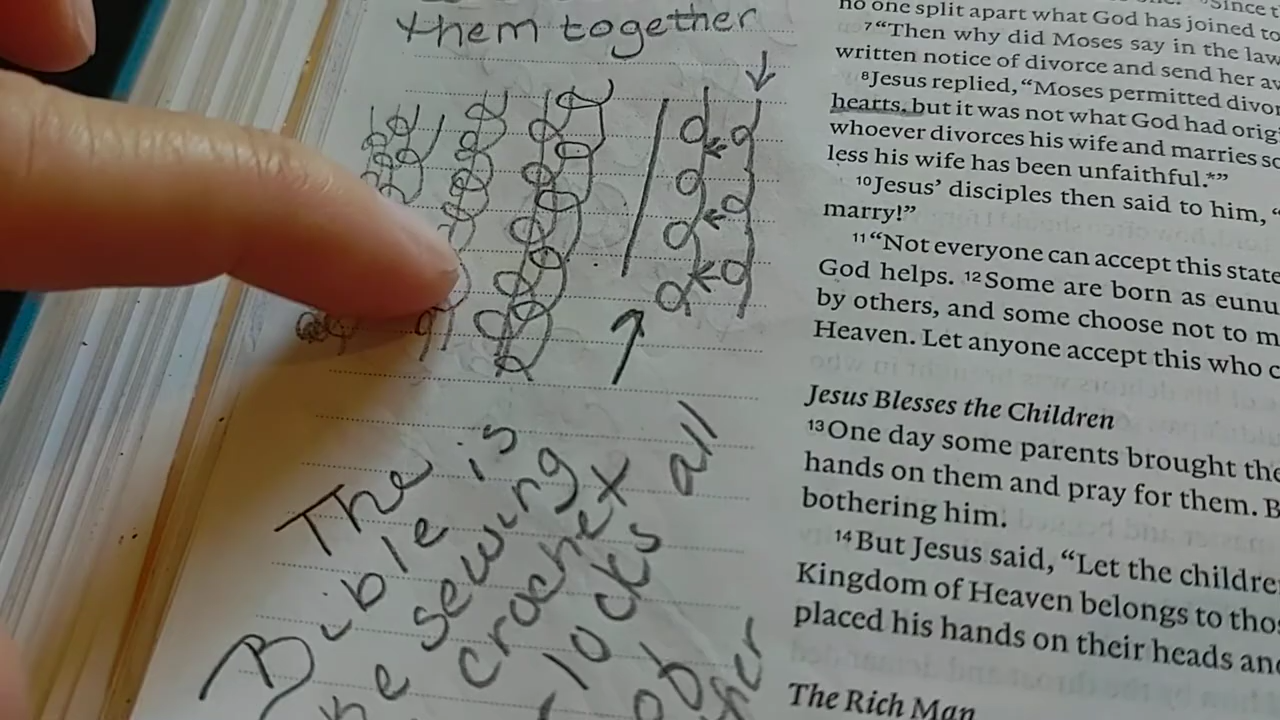 them together
The
Bible is
sewing
crochet
locks all
Since t
no one split apart what God has joined to
7“Then why did Moses say in the law
written notice of divorce and send her aw
8Jesus replied, “Moses permitted divor
hearts, but it was not what God had orig
whoever divorces his wife and marries so
less his wife has been unfaithful.*”
10Jesus’ disciples then said to him, “
marry!”
11“Not everyone can accept this state
God helps. 12Some are born as eunu
by others, and some choose not to m
Heaven. Let anyone accept this who c
Jesus Blesses the Children
13One day some parents brought the
hands on them and pray for them. B
bothering him.
14But Jesus said, “Let the childre
Kingdom of Heaven belongs to tho
placed his hands on their heads and
The Rich Man